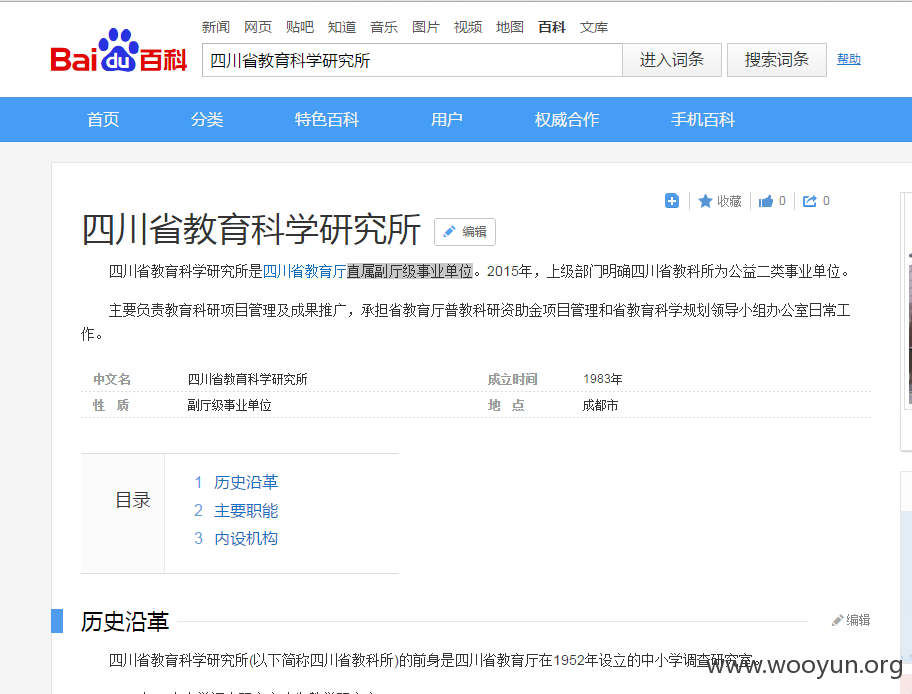 新闻 网页 贴吧 知道 音乐 图片 视频 地图 百科 文库
Bai du 百科 四川省教育科学研究所 进入词条 搜索词条 帮助
首页 分类 特色百科 用户 权威合作 手机百科
收藏 0 0
四川省教育科学研究所 编辑
四川省教育科学研究所是四川省教育厅直属副厅级事业单位。2015年，上级部门明确四川省教科所为公益二类事业单位。
主要负责教育科研项目管理及成果推广，承担省教育厅普教科研资助金项目管理和省教育科学规划领导小组办公室日常工
作。
中文名 四川省教育科学研究所 成立时间 1983年
性 质 副厅级事业单位 地 点 成都市
目录
1 历史沿革
2 主要职能
3 内设机构
历史沿革 编辑
四川省教育科学研究所(以下简称四川省教科所)的前身是四川省教育厅在1952年设立的中小学调查研究室。
www.wooyun.org